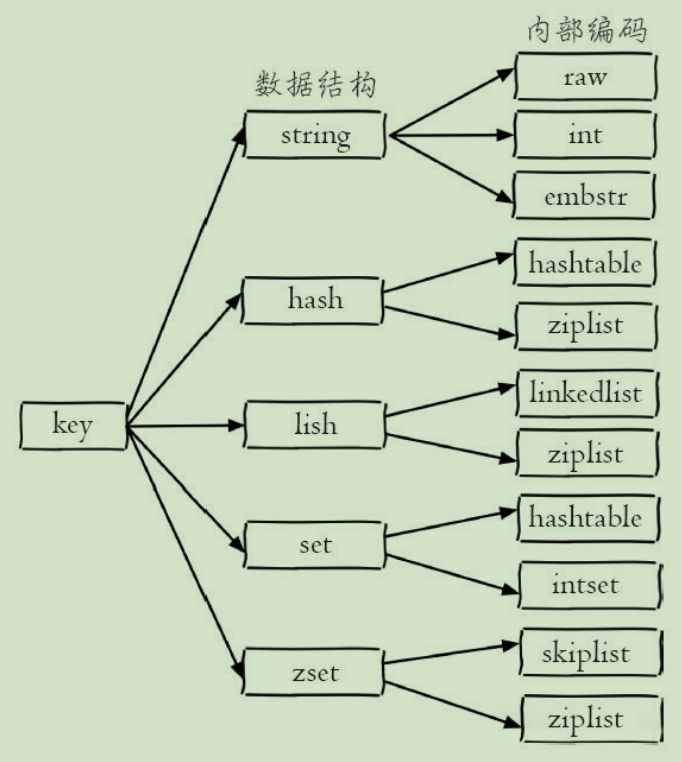 内部编码
数据结构
raw
string
int
embstr
hash
hashtable
ziplist
key
lish
linkedlist
ziplist
set
hashtable
intset
zset
skiplist
ziplist